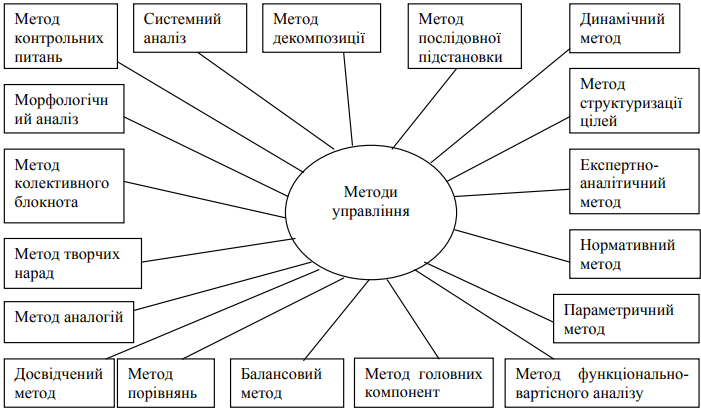 Метод
контрольних
питань
Системний
аналіз
Метод
декомпозиції
Метод
послідовної
підстановки
Динамічний
метод
Морфологічн
ий аналіз
Метод
структуризації
цілей
Метод
колективного
блокнота
Методи
управління
Експертно-
аналітичний
метод
Метод творчих
нарад
Нормативний
метод
Метод аналогій
Параметричний
метод
Досвідчений
метод
Метод
порівнянь
Балансовий
метод
Метод головних
компонент
Метод функціонально-
вартісного аналізу